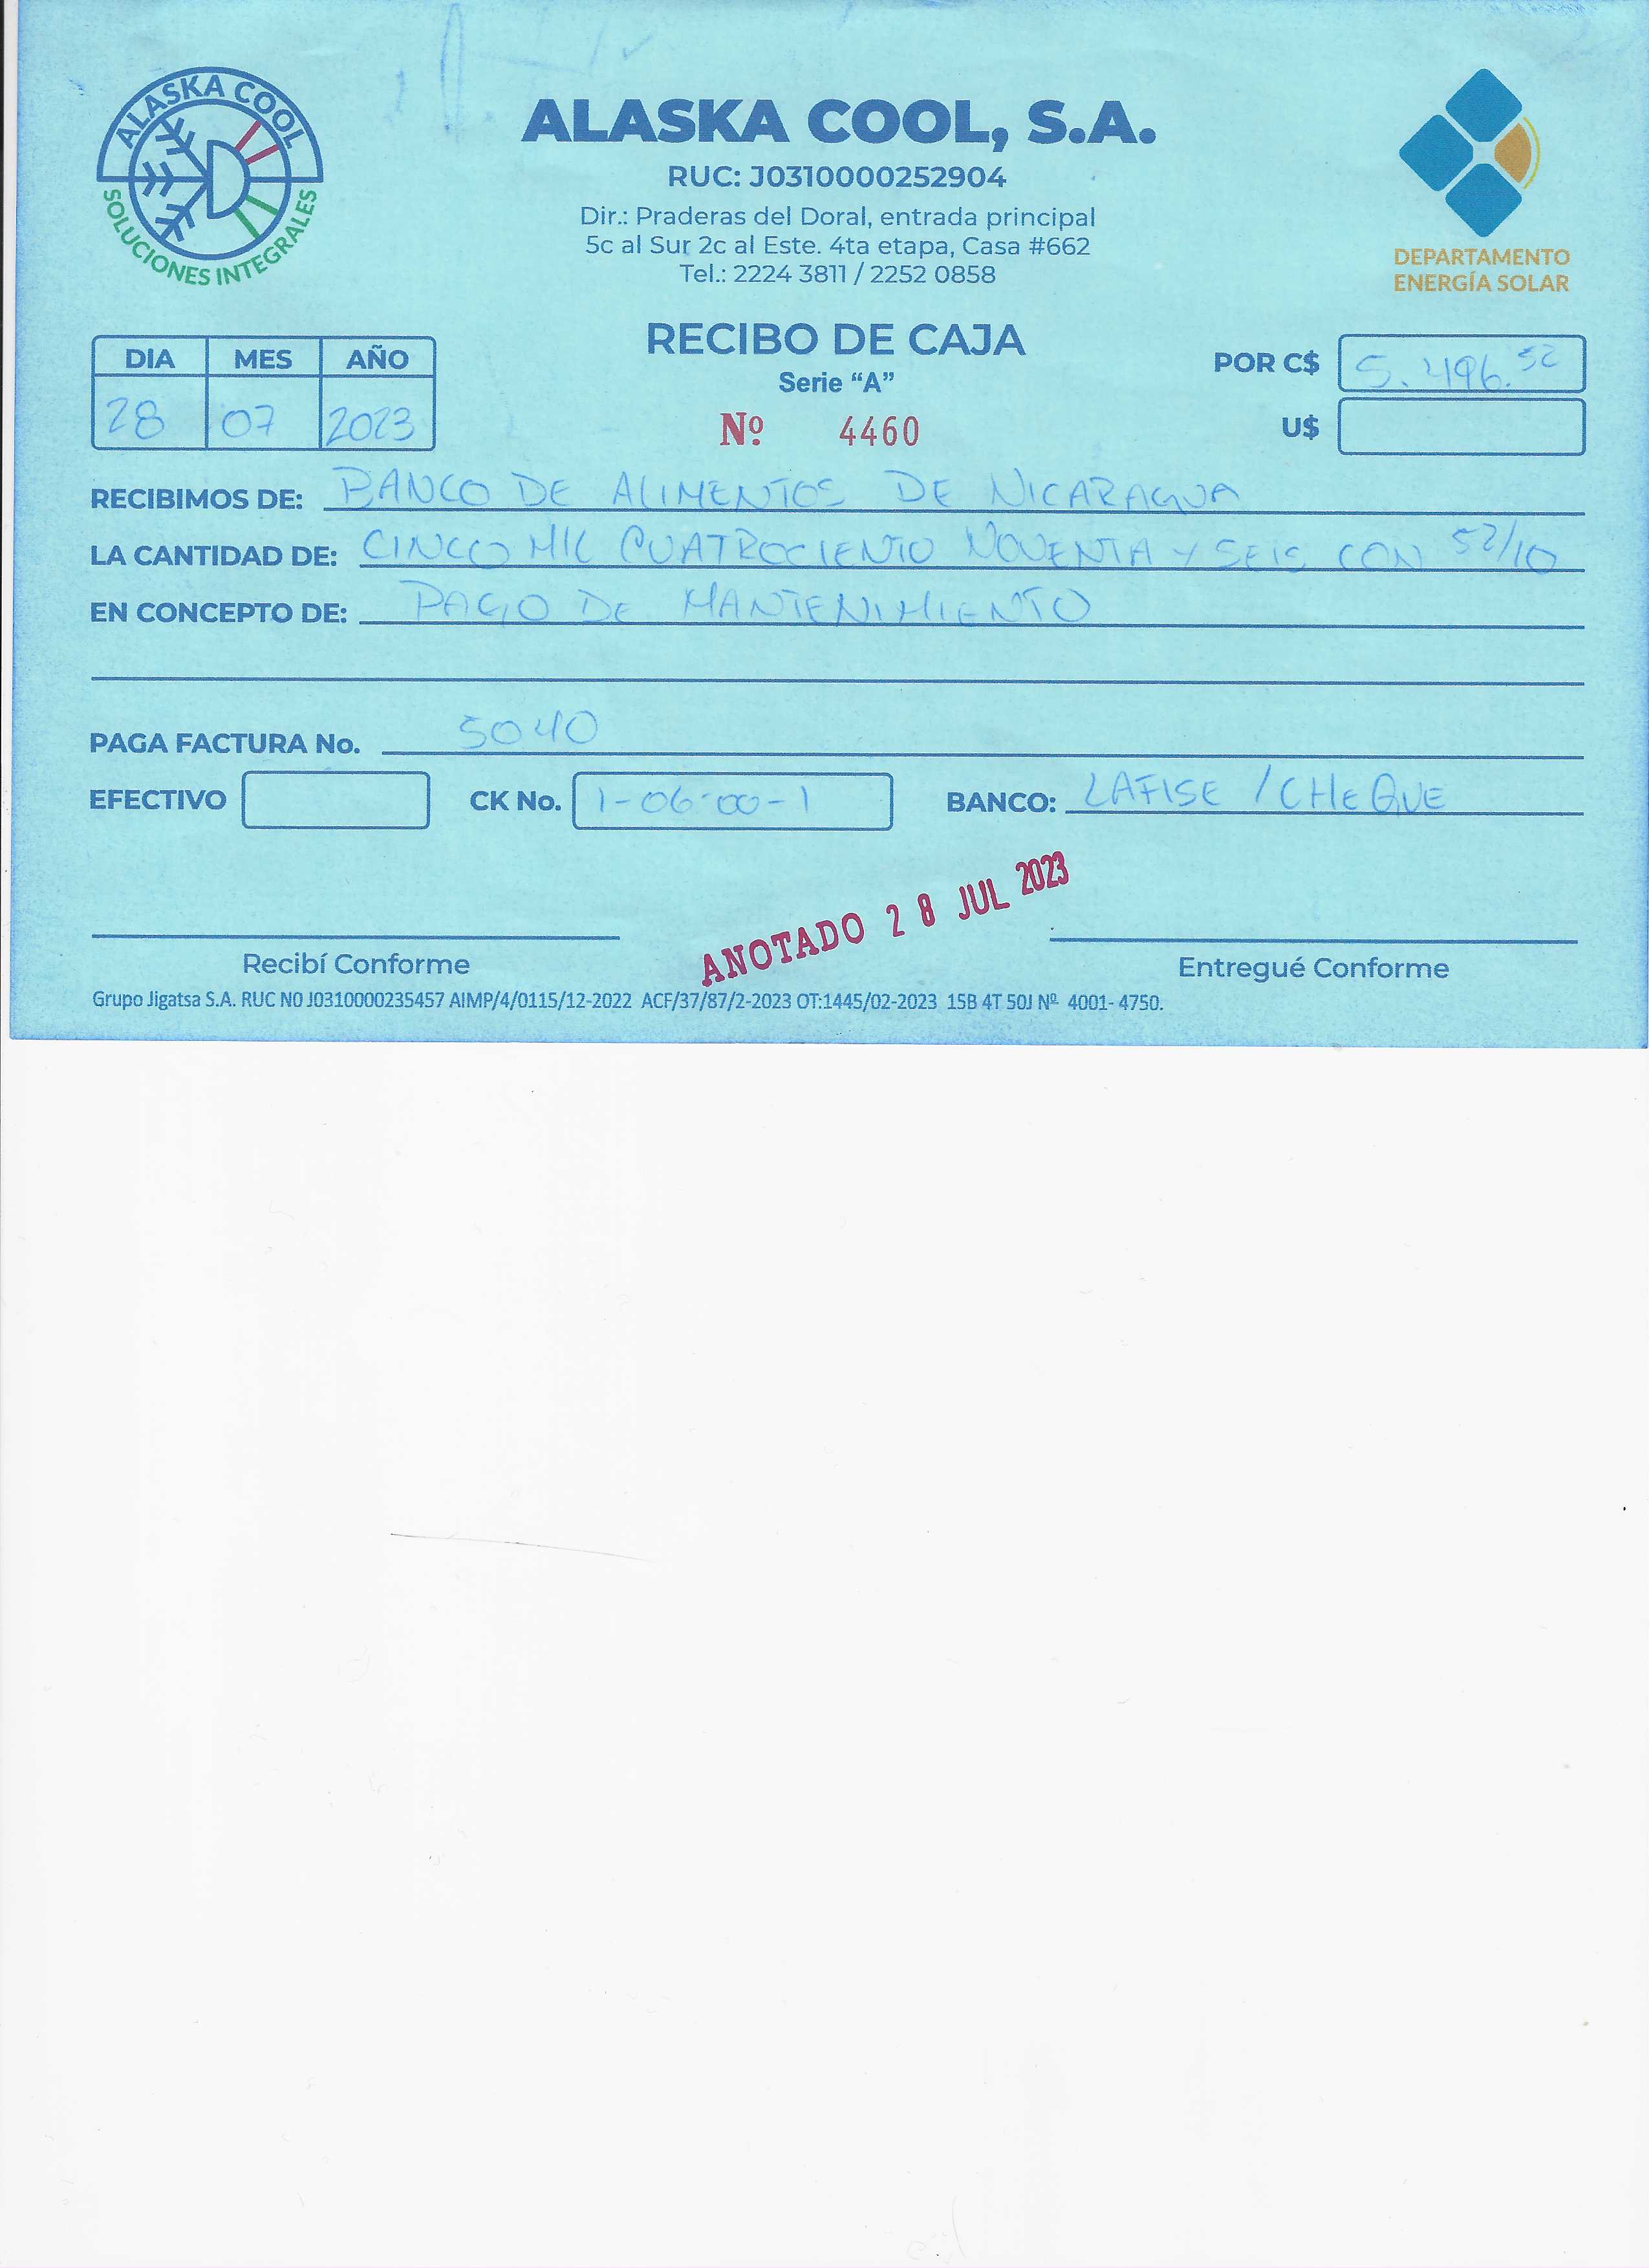 ALASKA COOL
SOLUCIONES INTEGRALES
ALASKA COOL, S.A.
RUC: J0310000252904
Dir.: Praderas del Doral, entrada principal
5c al Sur 2c al Este. 4ta etapa, Casa #662
Tel.: 2224 3811 / 2252 0858
DEPARTAMENTO
ENERGÍA SOLAR
RECIBO DE CAJA
Serie “A”
Nº 4460
DIA MES AÑO
28 07 2023
POR C$ 5.496.52
U$
RECIBIMOS DE: BANCO DE ALIMENTOS DE NICARAGUA
LA CANTIDAD DE: CINCO MIL CUATROCIENTO NOVENTA Y SEIS CON 52/10
EN CONCEPTO DE: PAGO DE MANTENIMIENTO
PAGA FACTURA No. 5040
EFECTIVO CK No. 1-06-00-1 BANCO: LAFISE / CHEQUE
ANOTADO 28 JUL 2023
Recibí Conforme Entregué Conforme
Grupo Jigatsa S.A. RUC N0 J0310000235457 AIMP/4/0115/12-2022 ACF/37/87/2-2023 OT:1445/02-2023 15B 4T 50J Nº 4001- 4750.